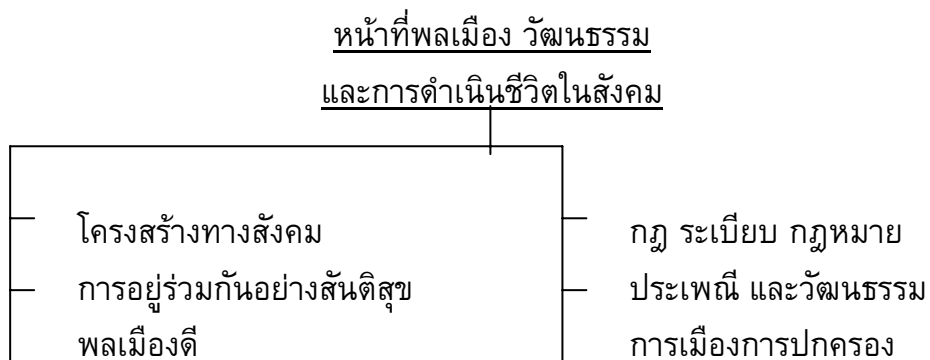 หน้าที่พลเมือง วัฒนธรรม
และการดำเนินชีวิตในสังคม
โครงสร้างทางสังคม
การอยู่ร่วมกันอย่างสันติสุข
พลเมืองดี
กฎ ระเบียบ กฎหมาย
ประเพณี และวัฒนธรรม
การเมืองการปกครอง